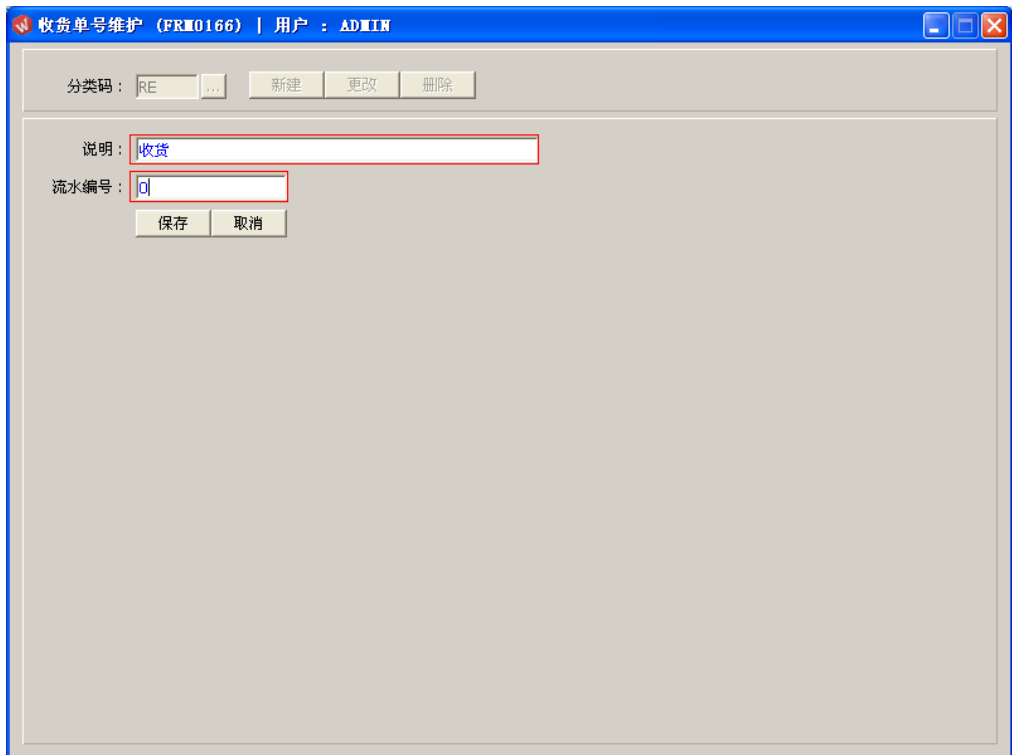 收货单号维护 (FRM0166) | 用户 : ADMIN
分类码： RE ... 新建 更改 删除
说明： 收货
流水编号： 0
保存 取消